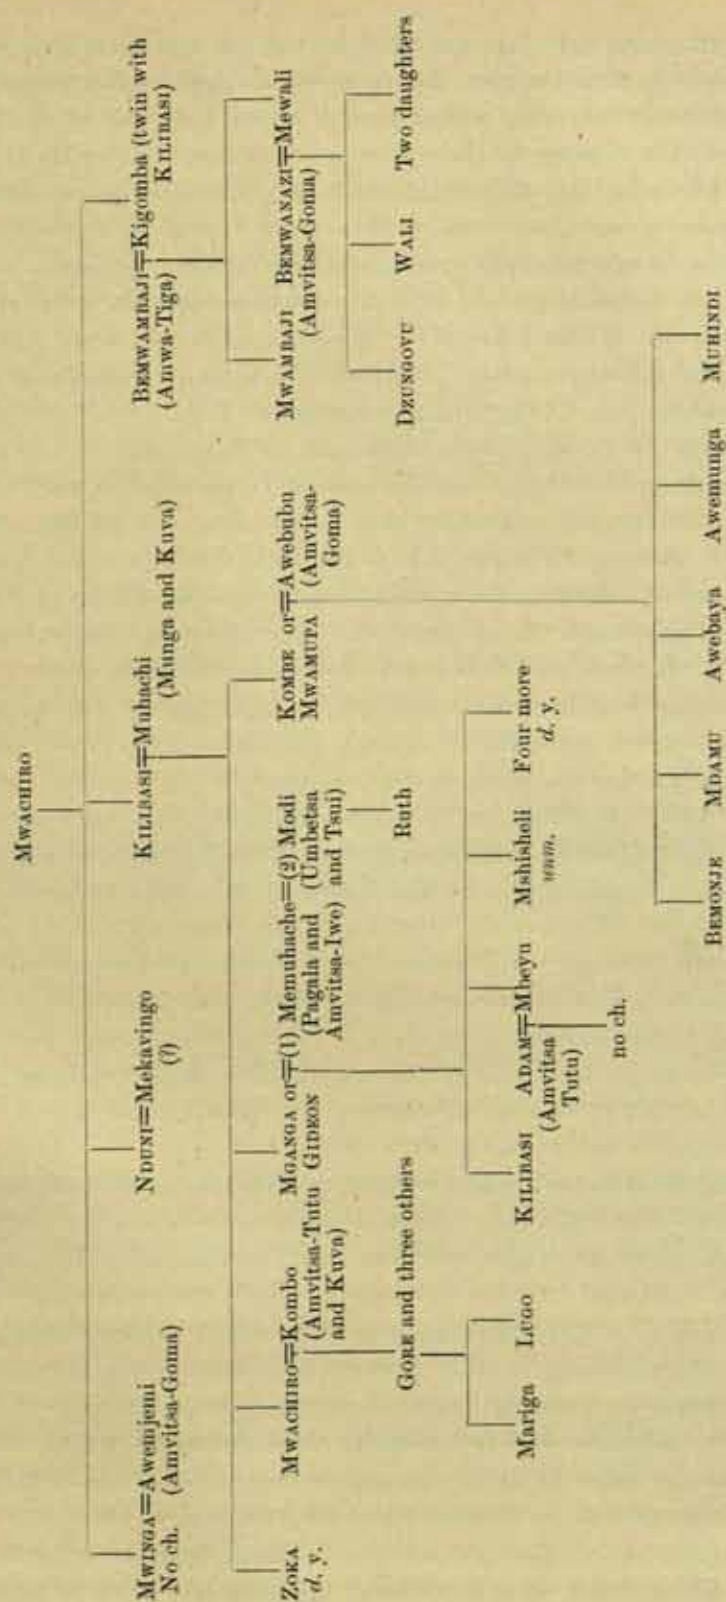 MWACHIRO
MWINGA=Awemjemi NDUNI=Mekavingo KILIBASI=Muhachi BEMWAMBAJI=Kigomba (twin with
No ch. (Amvitsa-Goma) (?) (Munga and Kuva) (Amwa-Tiga) KILIBASI)
ZOKA MWACHIRO=Kombo MGANGA or=(1) Memuhache=(2) Modi KOMBE or=Awebubu MWAMBAJI BEMWANAZI=Mewali
d. y. (Amvitsa-Tutu GIDEON (Pagala and (Umbetsa MWAMUPA (Amvitsa- (Amvitsa-Goma)
and Kuva) Amvitsa-Iwe) and Tsui) Goma)
GORE and three others Ruth DZUNGOVU WALI Two daughters
Mariga LUGO KILIBASI ADAM=Mbeyu Mshisheli Four more
(Amvitsa unm. d. y.
Tutu)
no ch.
BEMONJE MDAMU Awebaya Awemunga MUHINDI